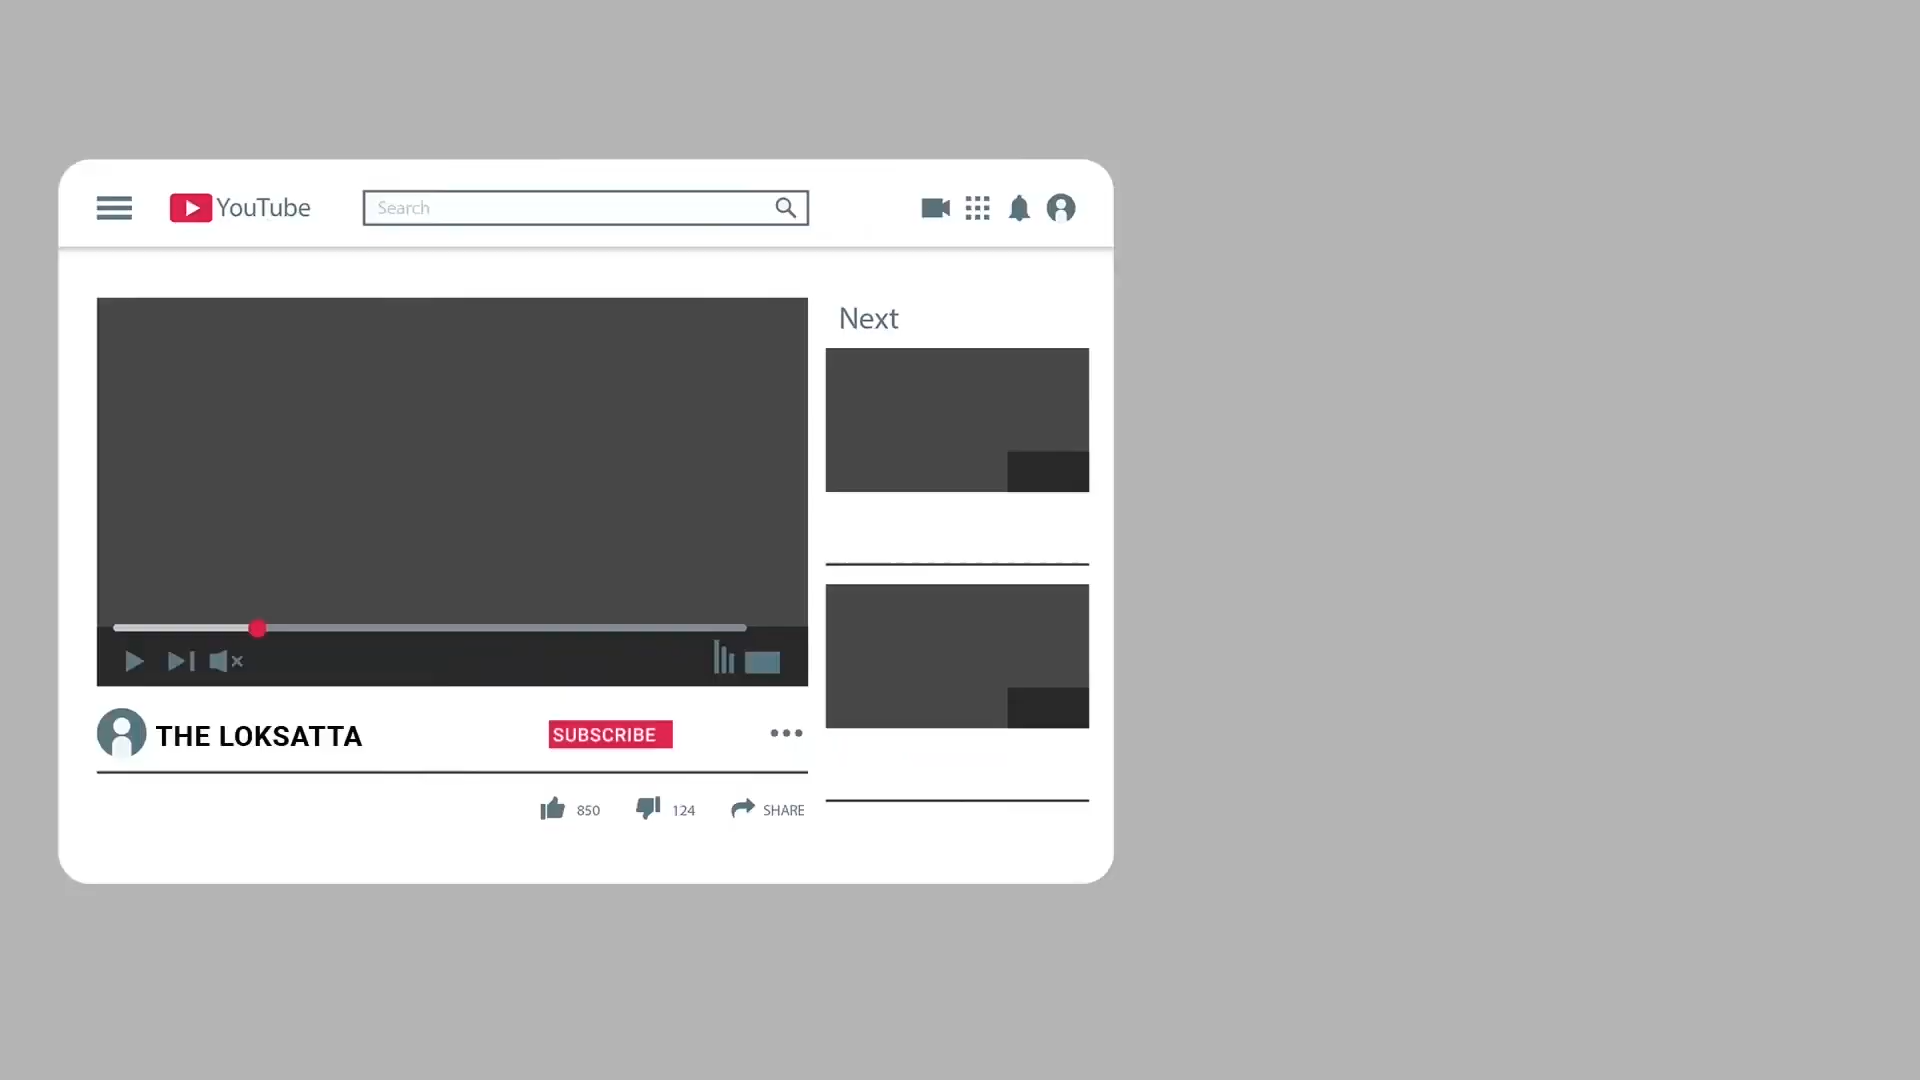 YouTube
Search
Next
THE LOKSATTA
SUBSCRIBE
850
124
SHARE